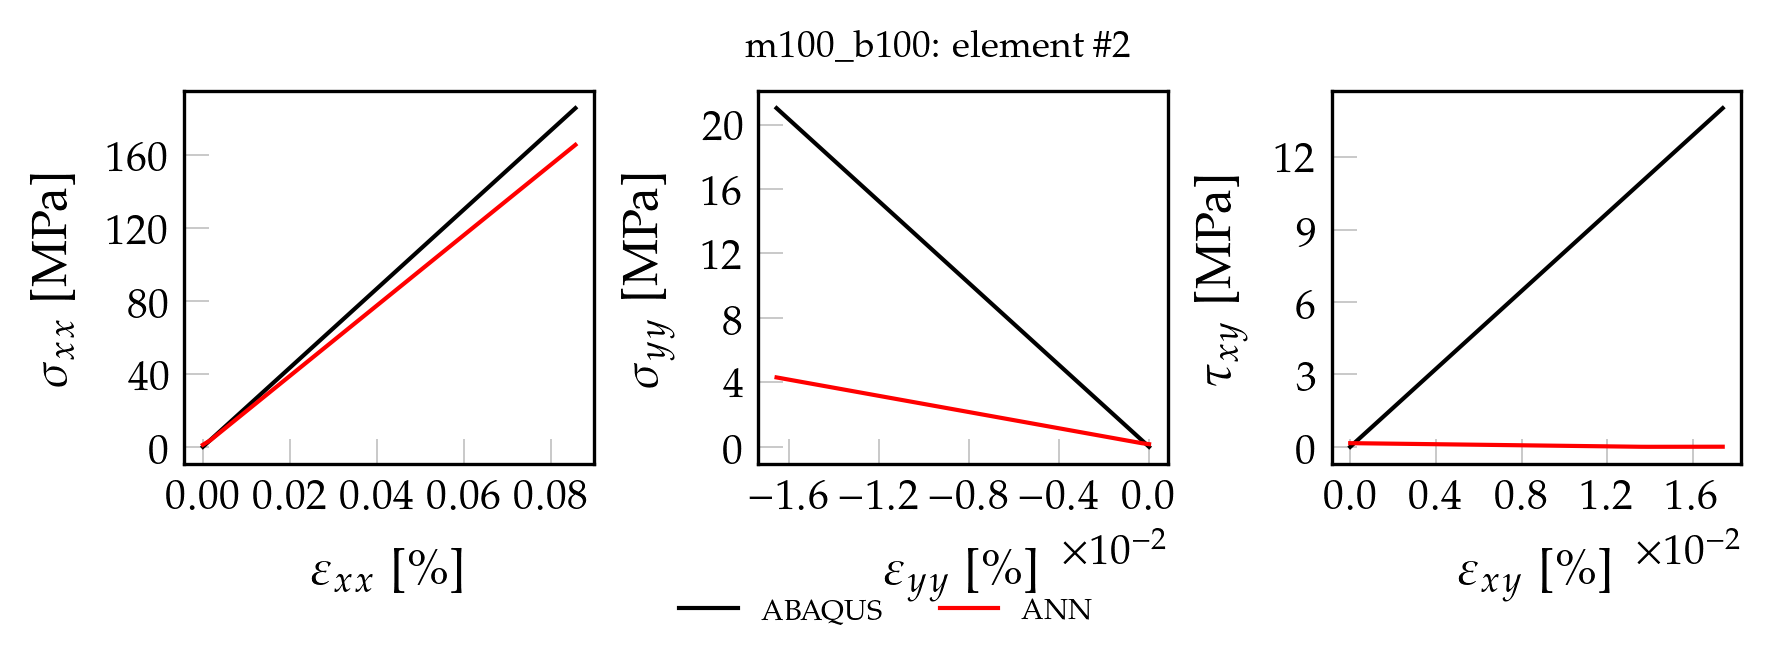 m100_b100: element #2
σxx [MPa]
160
120
80
40
0
0.00 0.02 0.04 0.06 0.08
εxx [%]
σyy [MPa]
20
16
12
8
4
0
−1.6 −1.2 −0.8 −0.4 0.0
×10−2
εyy [%]
τxy [MPa]
12
9
6
3
0
0.0 0.4 0.8 1.2 1.6
×10−2
εxy [%]
ABAQUS ANN